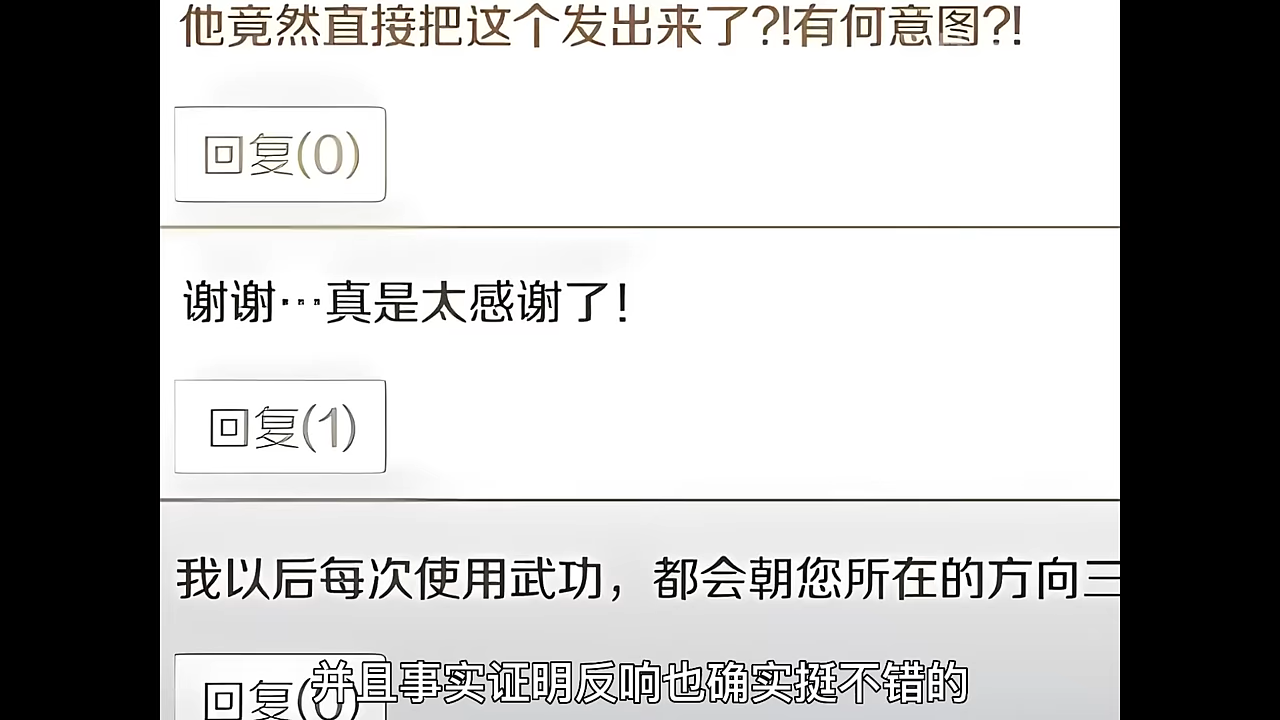 他竟然直接把这个发出来了?!有何意图?!
回复(0)
谢谢…真是太感谢了!
回复(1)
我以后每次使用武功，都会朝您所在的方向三
回复(0)
并且事实证明反响也确实挺不错的